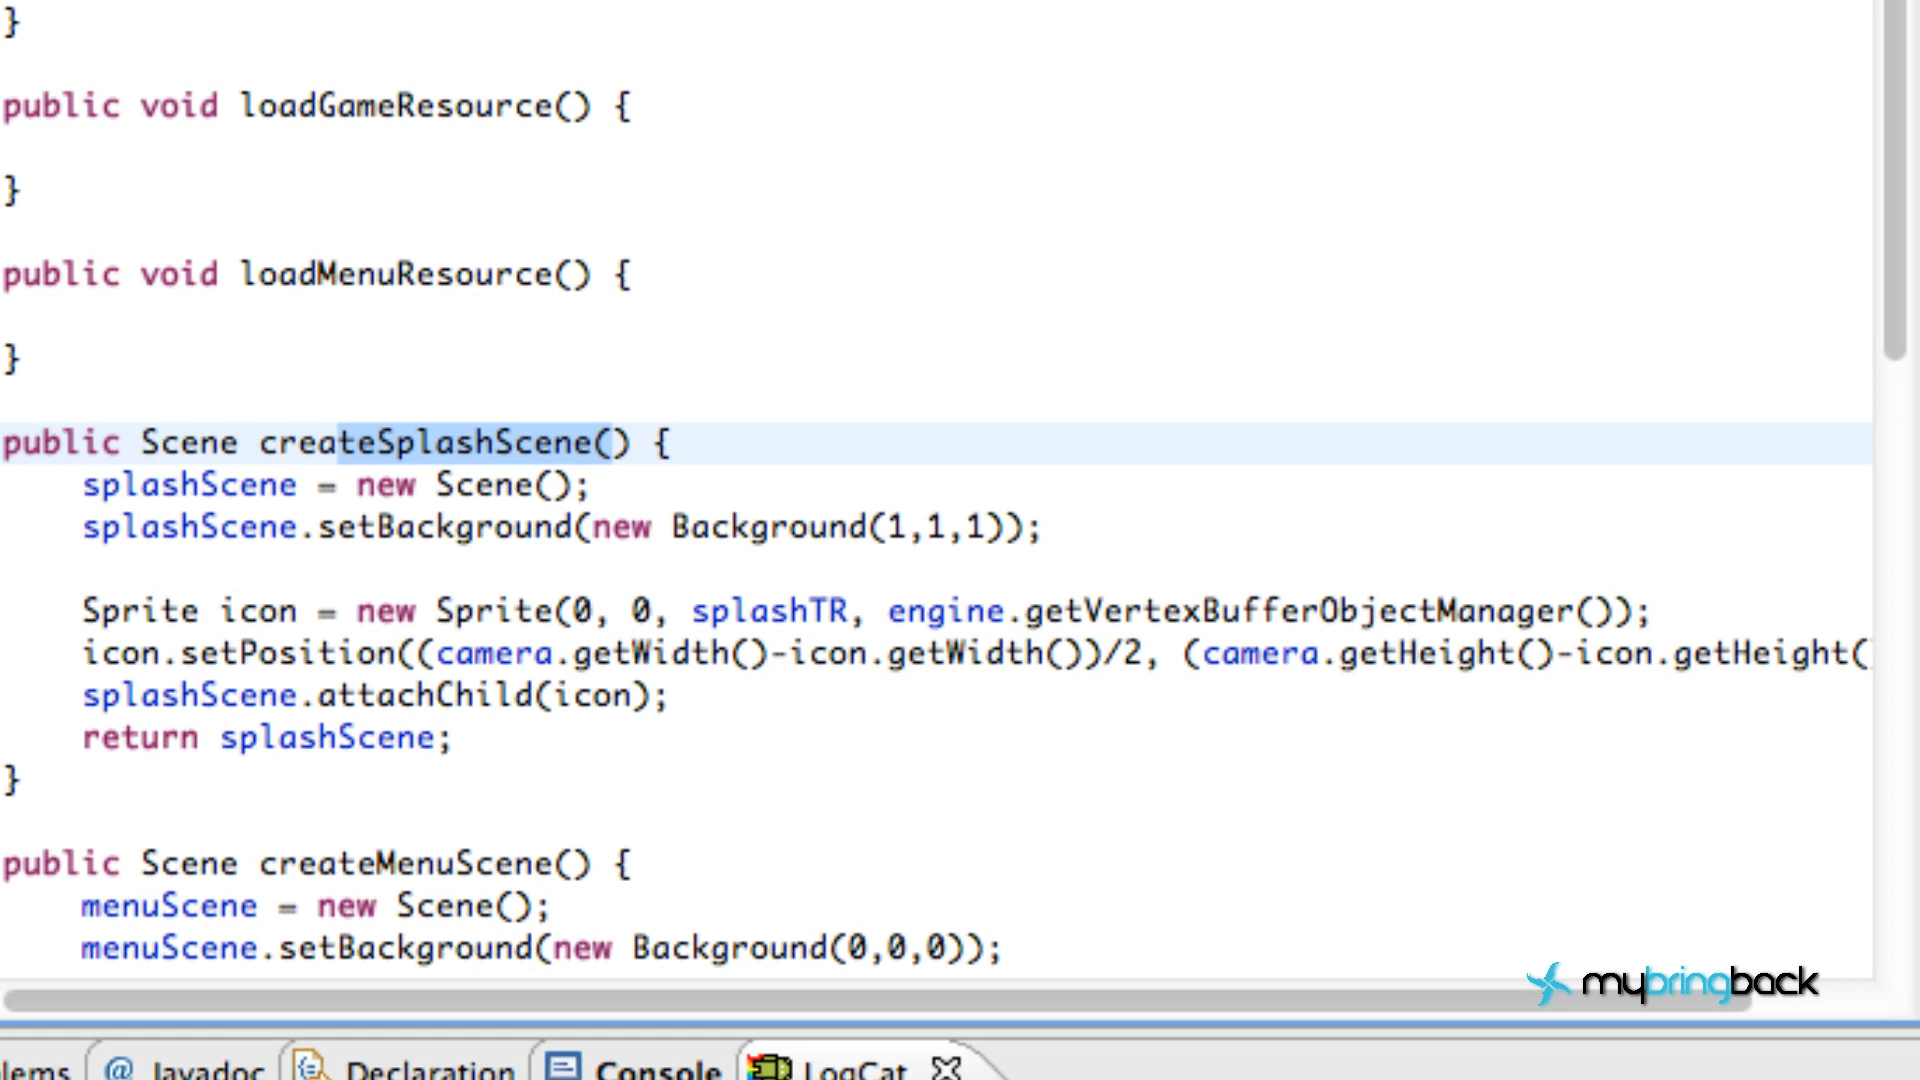 }
public void loadGameResource() {
}
public void loadMenuResource() {
}
public Scene createSplashScene() {
splashScene = new Scene();
splashScene.setBackground(new Background(1,1,1));
Sprite icon = new Sprite(0, 0, splashTR, engine.getVertexBufferObjectManager());
icon.setPosition((camera.getWidth()-icon.getWidth())/2, (camera.getHeight()-icon.getHeight(
splashScene.attachChild(icon);
return splashScene;
}
public Scene createMenuScene() {
menuScene = new Scene();
menuScene.setBackground(new Background(0,0,0));
mybringback
lems @ Javadoc Declaration Console LogCat